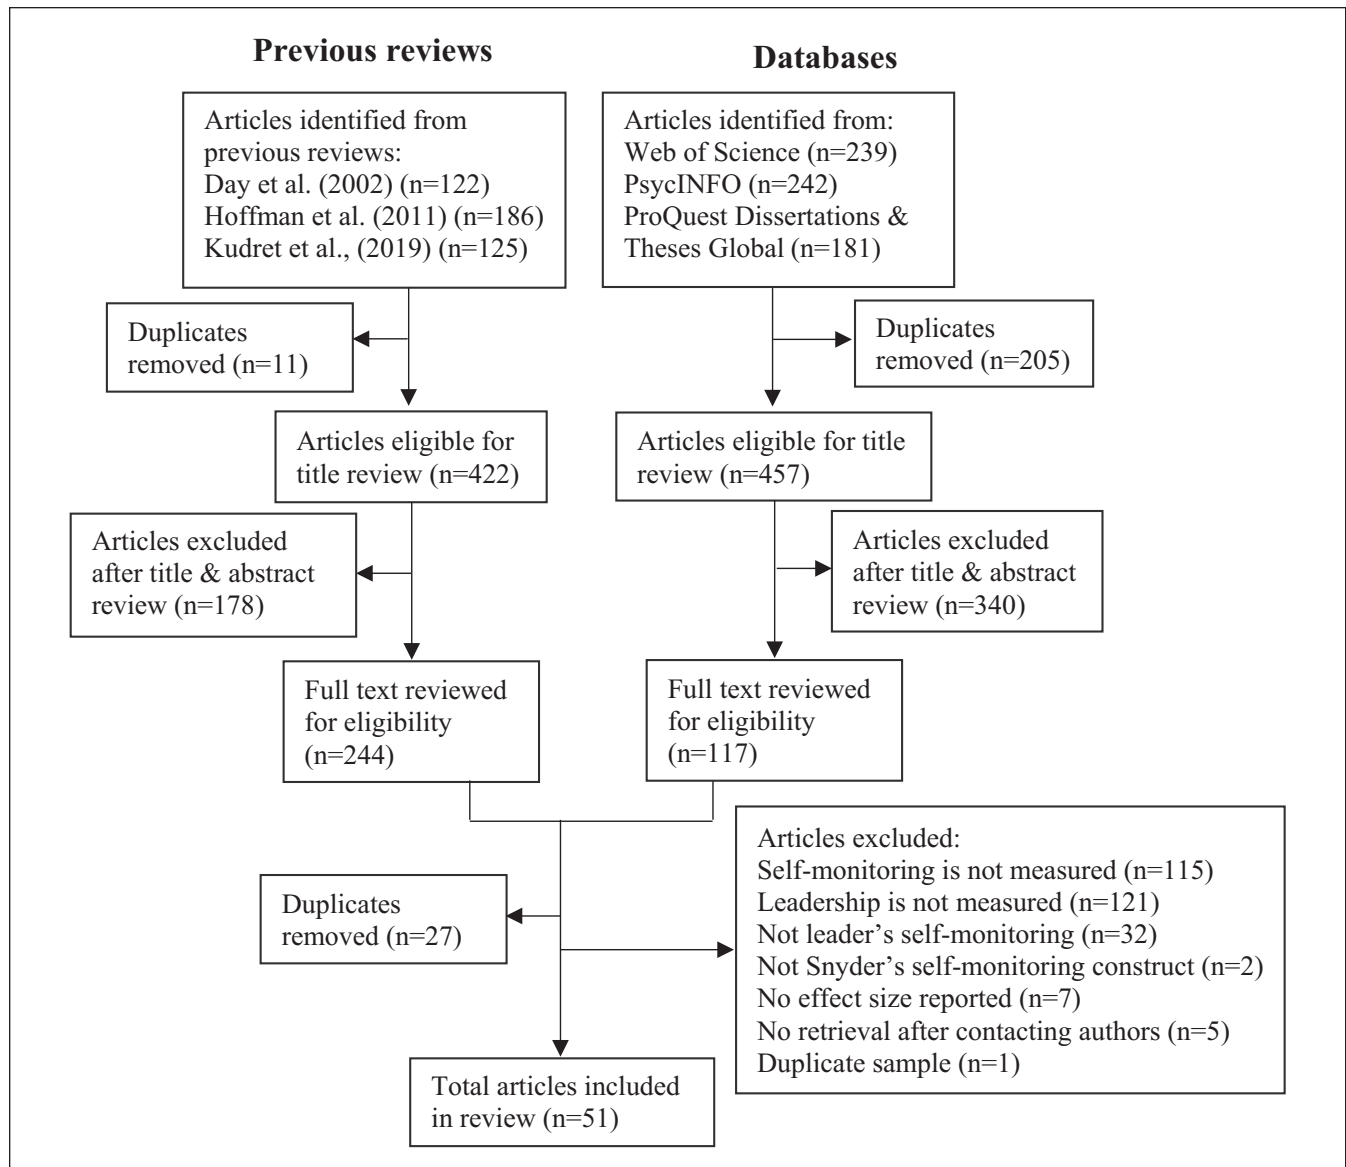 Previous reviews
Databases
Articles identified from
previous reviews:
Day et al. (2002) (n=122)
Hoffman et al. (2011) (n=186)
Kudret et al., (2019) (n=125)
Articles identified from:
Web of Science (n=239)
PsycINFO (n=242)
ProQuest Dissertations &
Theses Global (n=181)
Duplicates
removed (n=11)
Duplicates
removed (n=205)
Articles eligible for
title review (n=422)
Articles eligible for title
review (n=457)
Articles excluded
after title & abstract
review (n=178)
Articles excluded
after title & abstract
review (n=340)
Full text reviewed
for eligibility
(n=244)
Full text reviewed
for eligibility
(n=117)
Duplicates
removed (n=27)
Articles excluded:
Self-monitoring is not measured (n=115)
Leadership is not measured (n=121)
Not leader's self-monitoring (n=32)
Not Snyder's self-monitoring construct (n=2)
No effect size reported (n=7)
No retrieval after contacting authors (n=5)
Duplicate sample (n=1)
Total articles included
in review (n=51)